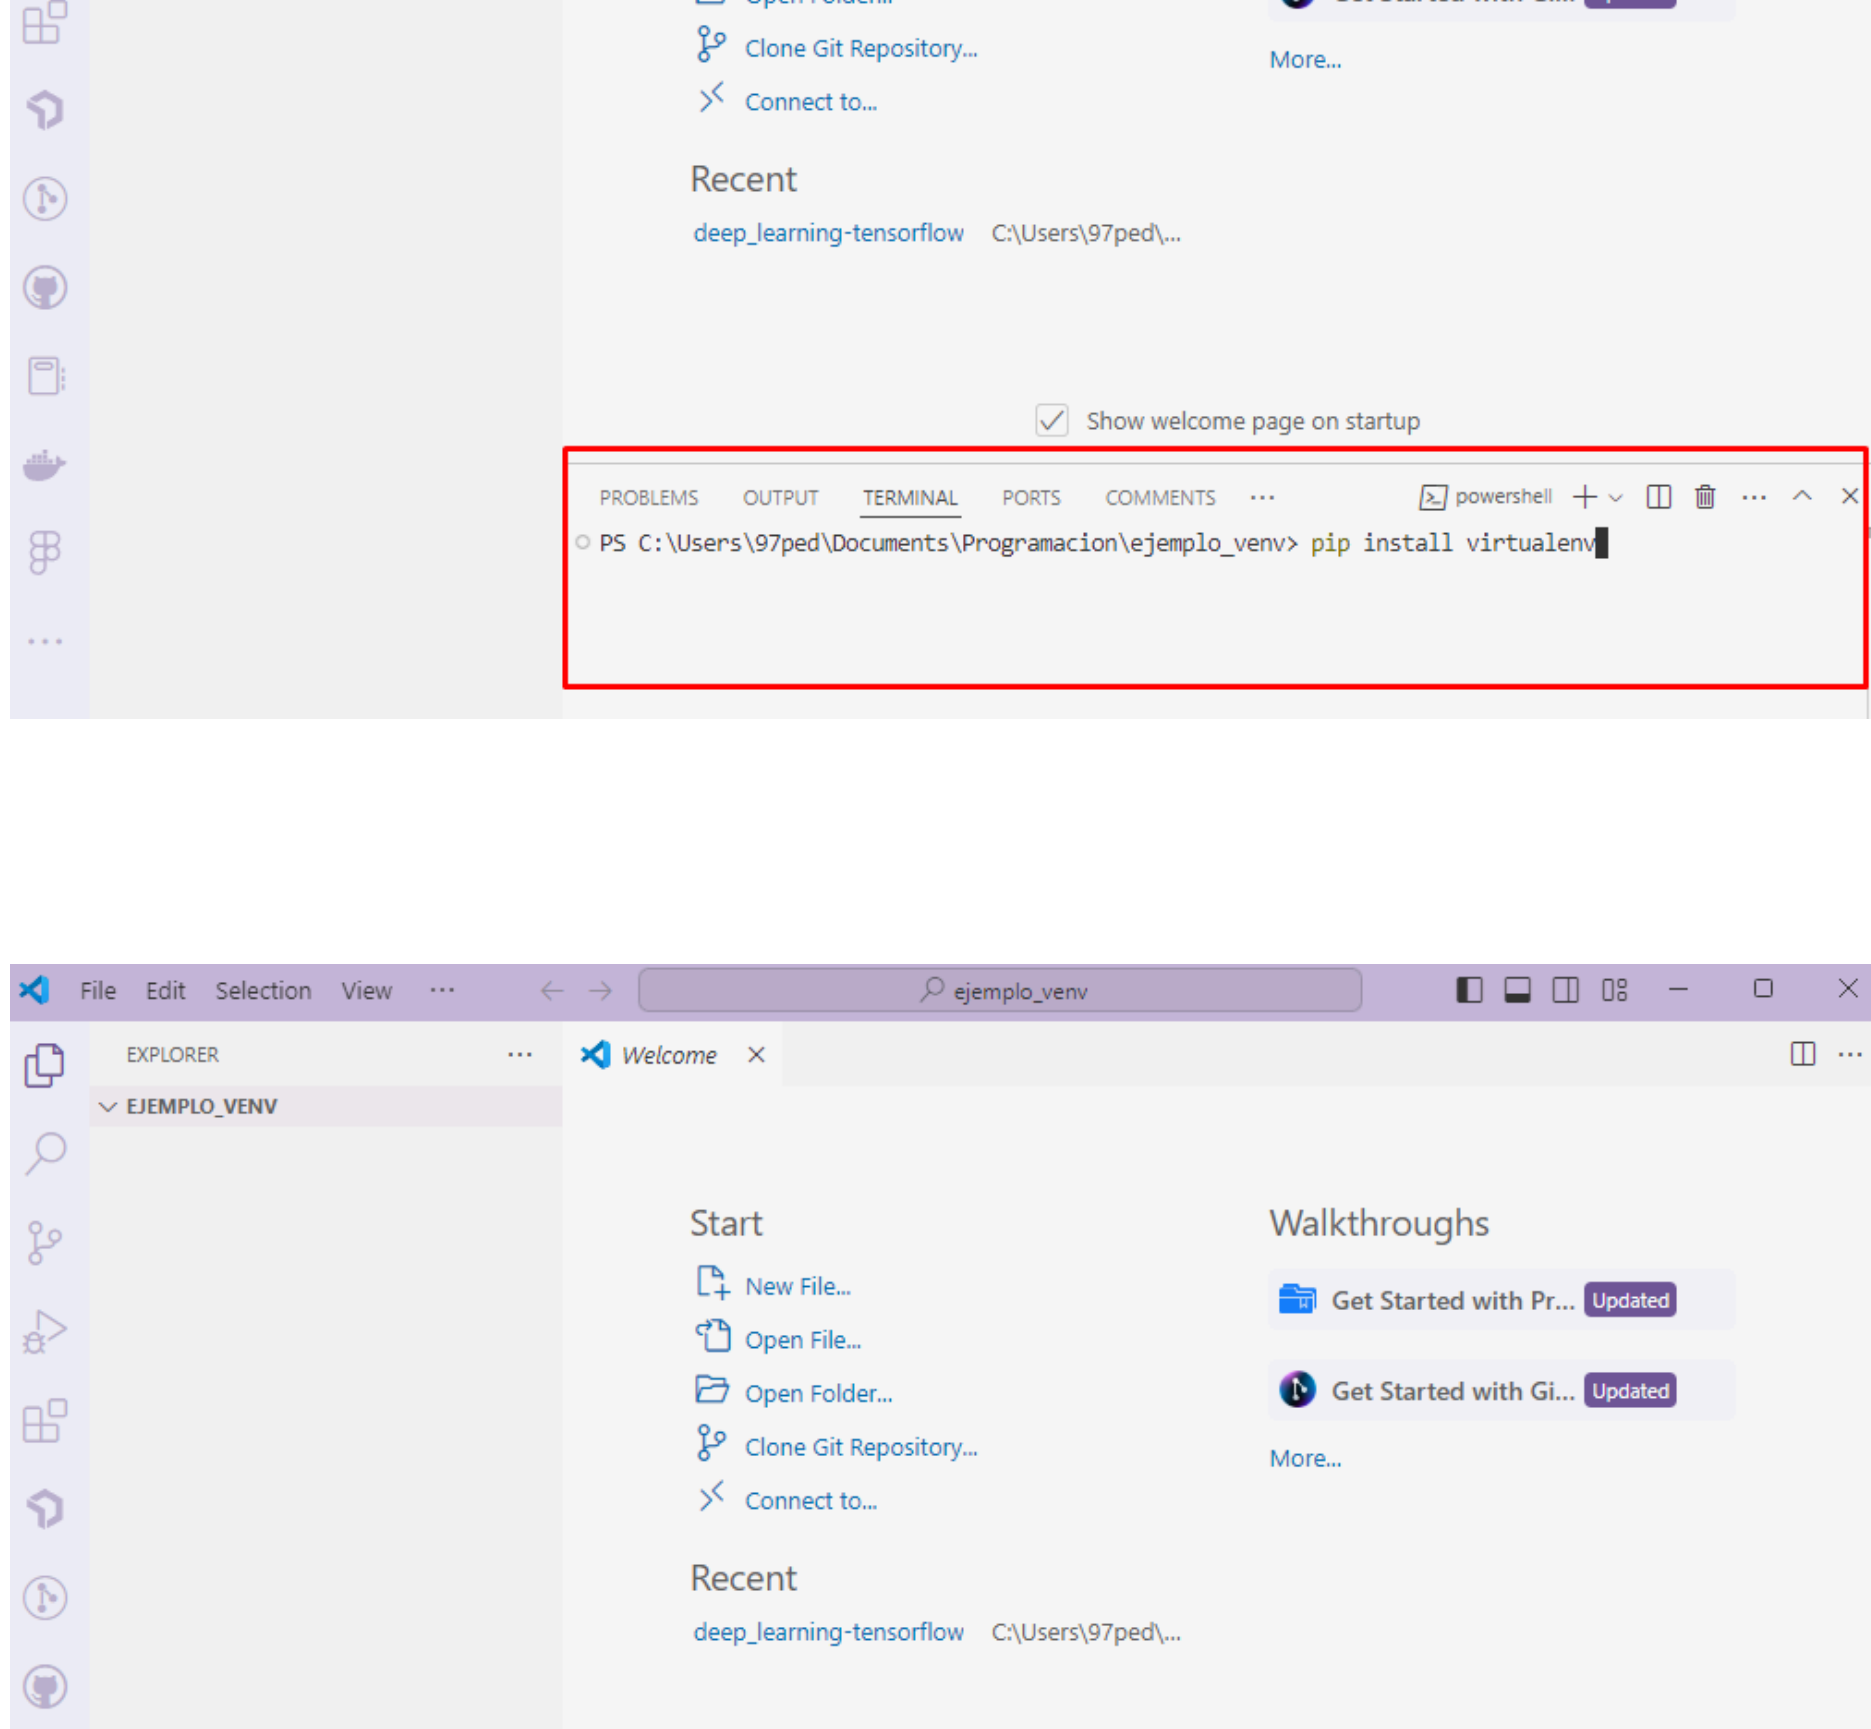 Clone Git Repository...
More...
Connect to...
Recent
deep_learning-tensorflow C:\Users\97ped\...
Show welcome page on startup
PROBLEMS OUTPUT TERMINAL PORTS COMMENTS ... powershell
PS C:\Users\97ped\Documents\Programacion\ejemplo_venv> pip install virtualenv
File Edit Selection View ... ejemplo_venv
EXPLORER ... Welcome
EJEMPLO_VENV
Start Walkthroughs
New File...
Get Started with Pr... Updated
Open File...
Open Folder...
Get Started with Gi... Updated
Clone Git Repository...
More...
Connect to...
Recent
deep_learning-tensorflow C:\Users\97ped\...